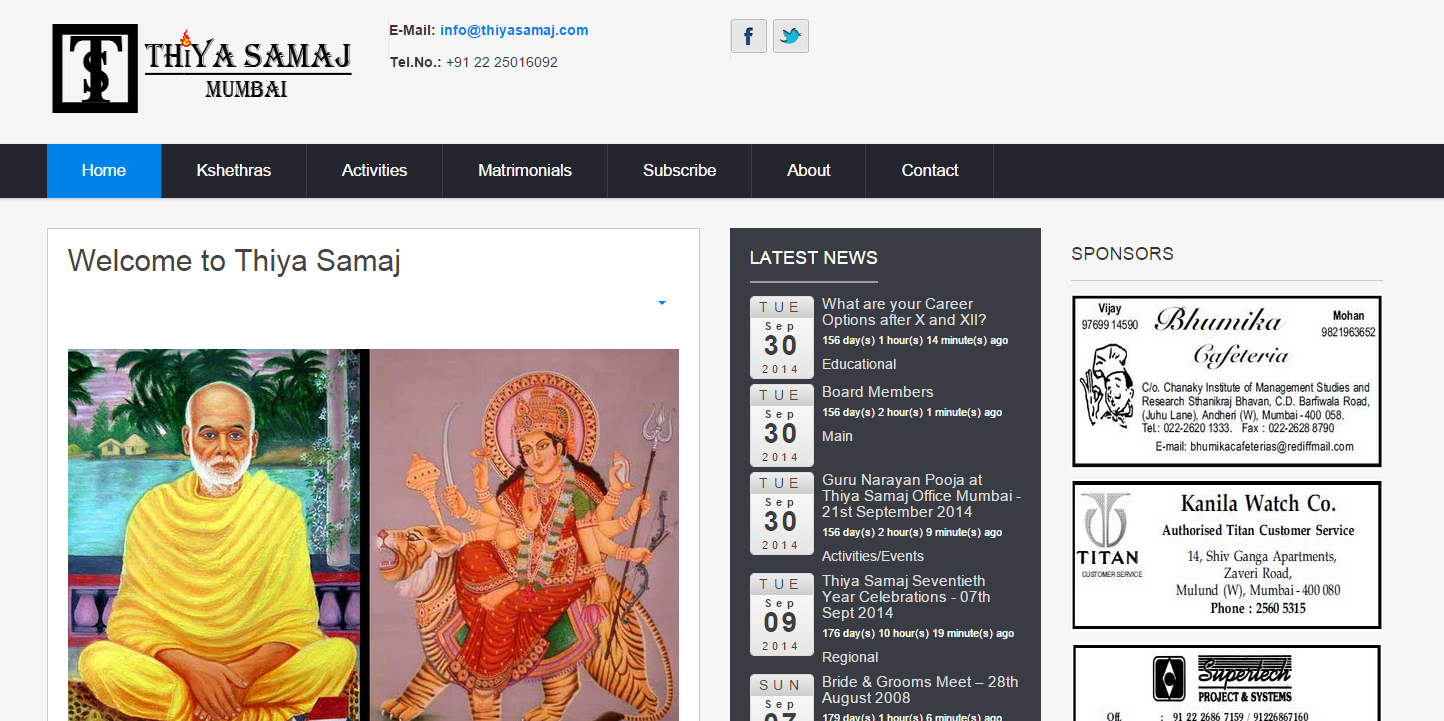 TS
THiYA SAMAJ
MUMBAI
E-Mail: info@thiyasamaj.com
Tel.No.: +91 22 25016092
f
Home
Kshethras
Activities
Matrimonials
Subscribe
About
Contact
Welcome to Thiya Samaj
LATEST NEWS
TUE
Sep
30
2014
What are your Career
Options after X and XII?
156 day(s) 1 hour(s) 14 minute(s) ago
Educational
TUE
Sep
30
2014
Board Members
156 day(s) 2 hour(s) 1 minute(s) ago
Main
TUE
Sep
30
2014
Guru Narayan Pooja at
Thiya Samaj Office Mumbai -
21st September 2014
156 day(s) 2 hour(s) 9 minute(s) ago
Activities/Events
TUE
Sep
09
2014
Thiya Samaj Seventieth
Year Celebrations - 07th
Sept 2014
176 day(s) 10 hour(s) 19 minute(s) ago
Regional
SUN
Sep
07
Bride & Grooms Meet – 28th
August 2008
179 day(s) 1 hour(s) 6 minute(s) ago
SPONSORS
Vijay
97699 14590
Bhumika
Cafeteria
Mohan
9821963652
C/o. Chanaky Institute of Management Studies and
Research Sthanikraj Bhavan, C.D. Barfiwala Road,
(Juhu Lane), Andheri (W), Mumbai - 400 058.
Tel.: 022-2620 1333. Fax : 022-2628 8790
E-mail: bhumikacafeterias@rediffmail.com
TITAN
CUSTOMER SERVICE
Kanila Watch Co.
Authorised Titan Customer Service
14, Shiv Ganga Apartments,
Zaveri Road,
Mulund (W), Mumbai - 400 080
Phone : 2560 5315
Supertech
PROJECT & SYSTEMS
Off. : 91 22 2686 7159 / 91226867160